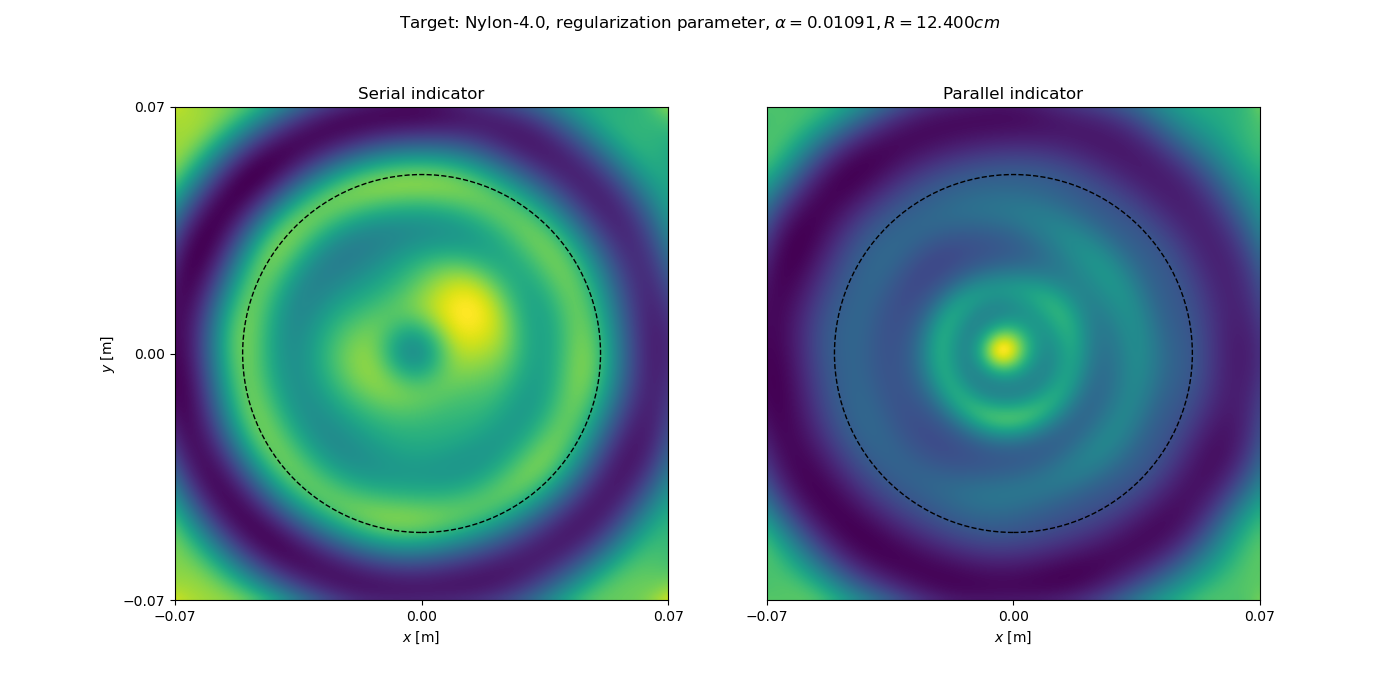 Target: Nylon-4.0, regularization parameter, α = 0.01091, R = 12.400cm
Serial indicator
Parallel indicator
0.07
0.00
−0.07
y [m]
−0.07
0.00
0.07
−0.07
0.00
0.07
x [m]
x [m]